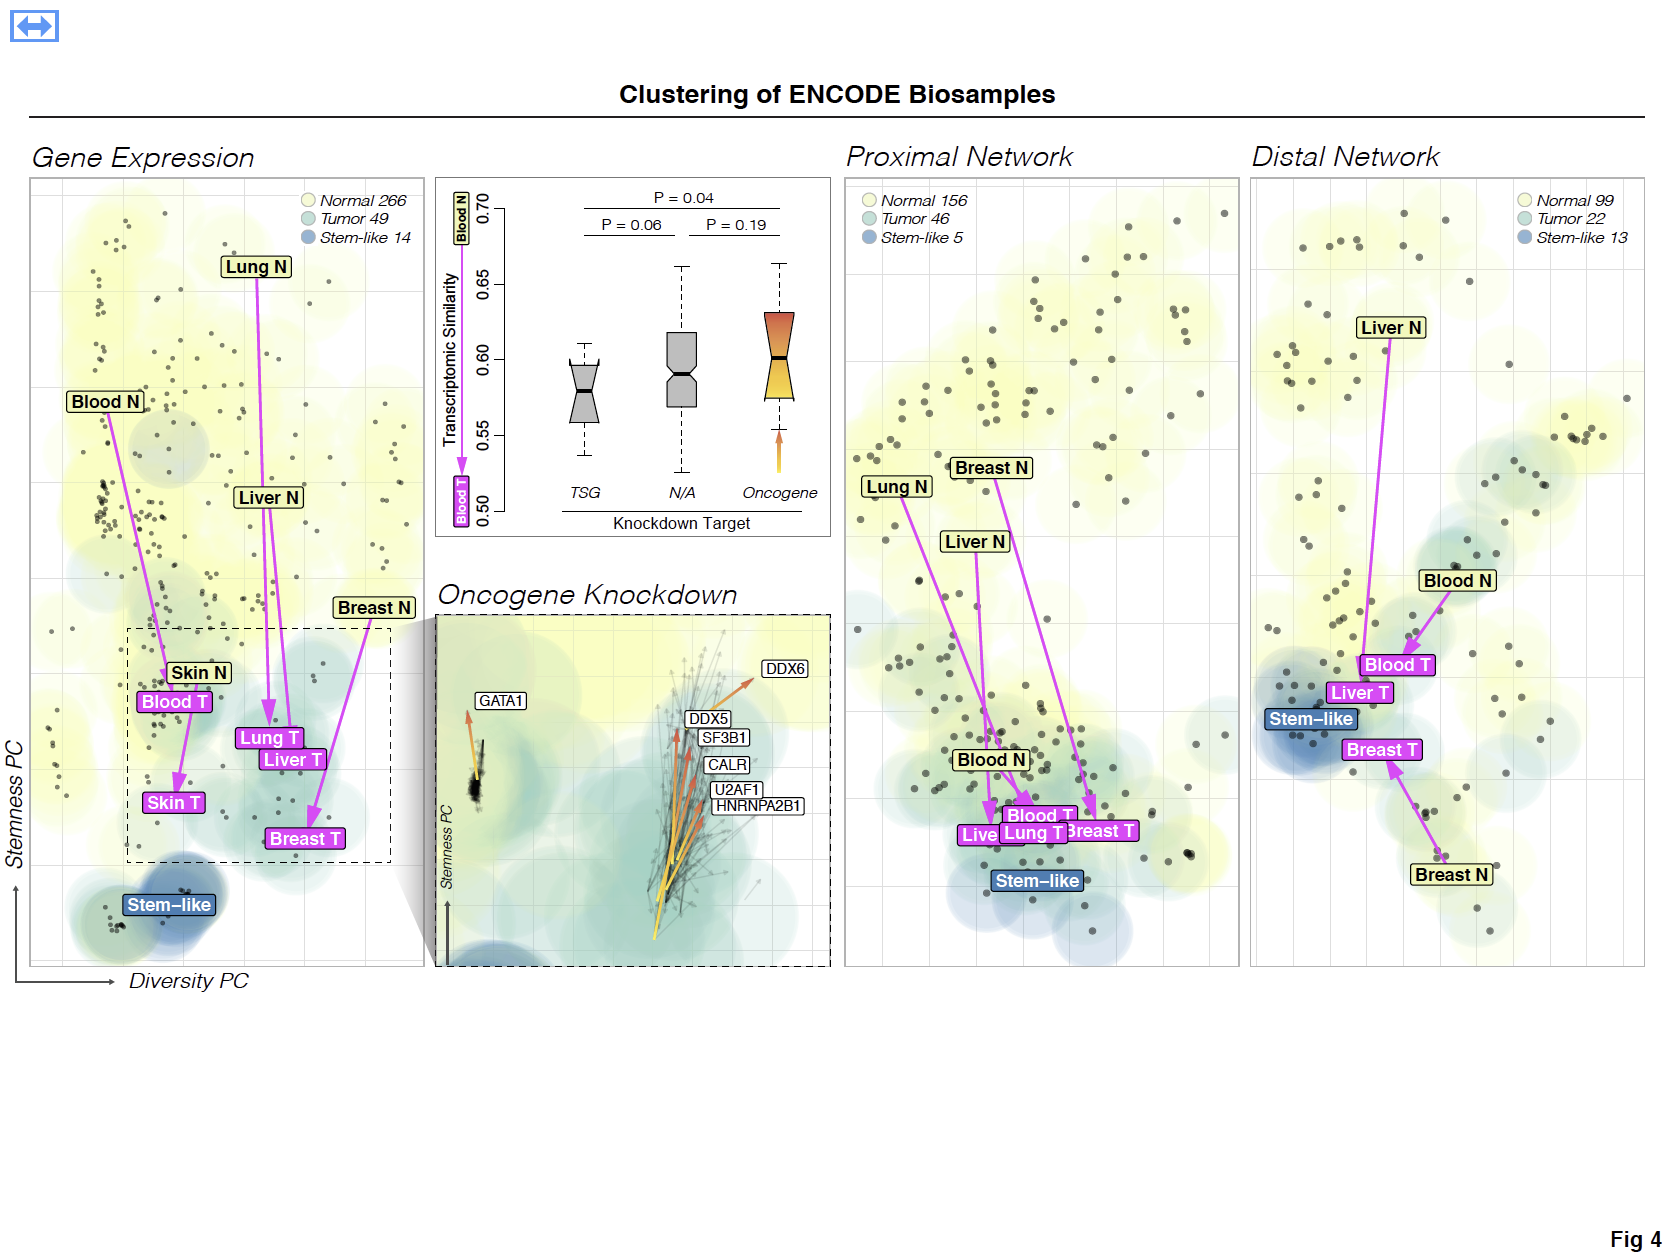 Clustering of ENCODE Biosamples
Gene Expression
Normal 266
Tumor 49
Stem-like 14
Lung N
Blood N
Liver N
Breast N
Skin N
Blood T
Lung T
Liver T
Skin T
Breast T
Stem–like
Stemness PC
Diversity PC
Blood N
Transcriptomic Similarity
Blood T
0.70
0.65
0.60
0.55
0.50
P = 0.04
P = 0.06
P = 0.19
TSG
N/A
Oncogene
Knockdown Target
Oncogene Knockdown
DDX6
GATA1
DDX5
SF3B1
CALR
U2AF1
HNRNPA2B1
Stemness PC
Proximal Network
Normal 156
Tumor 46
Stem-like 5
Breast N
Lung N
Liver N
Blood N
Blood T
Live
Lung T
Breast T
Stem–like
Distal Network
Normal 99
Tumor 22
Stem-like 13
Liver N
Blood N
Blood T
Liver T
Stem–like
Breast T
Breast N
Fig 4